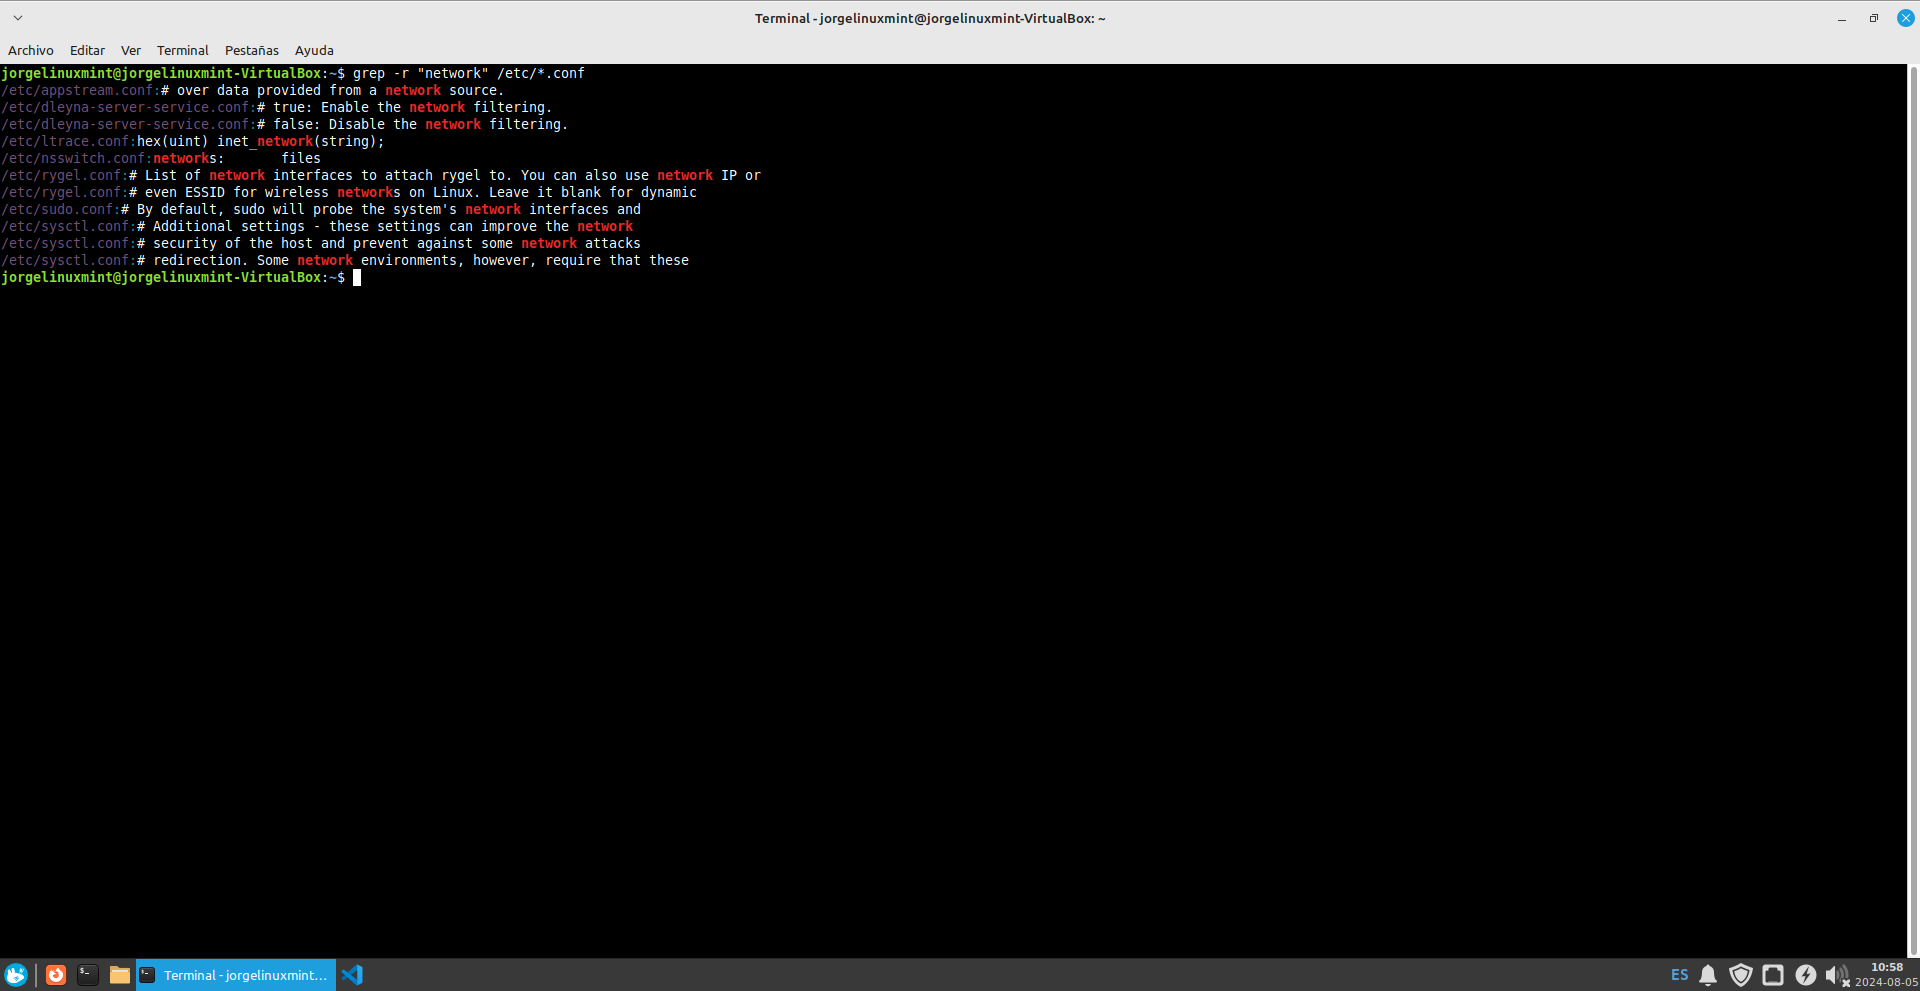 Terminal - jorgelinuxmint@jorgelinuxmint-VirtualBox: ~
Archivo Editar Ver Terminal Pestañas Ayuda
jorgelinuxmint@jorgelinuxmint-VirtualBox:~$ grep -r "network" /etc/*.conf
/etc/appstream.conf:# over data provided from a network source.
/etc/dleyna-server-service.conf:# true: Enable the network filtering.
/etc/dleyna-server-service.conf:# false: Disable the network filtering.
/etc/ltrace.conf:hex(uint) inet_network(string);
/etc/nsswitch.conf:networks:       files
/etc/rygel.conf:# List of network interfaces to attach rygel to. You can also use network IP or
/etc/rygel.conf:# even ESSID for wireless networks on Linux. Leave it blank for dynamic
/etc/sudo.conf:# By default, sudo will probe the system's network interfaces and
/etc/sysctl.conf:# Additional settings - these settings can improve the network
/etc/sysctl.conf:# security of the host and prevent against some network attacks
/etc/sysctl.conf:# redirection. Some network environments, however, require that these
jorgelinuxmint@jorgelinuxmint-VirtualBox:~$
Terminal - jorgelinuxmint...
ES
10:58
2024-08-05